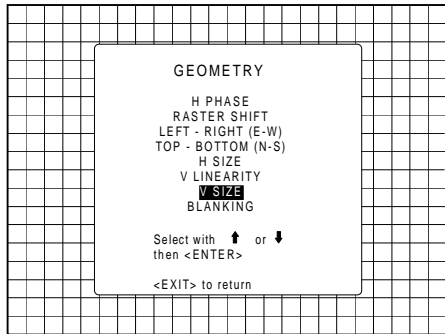 GEOMETRY
H PHASE
RASTER SHIFT
LEFT - RIGHT (E-W)
TOP - BOTTOM (N-S)
H SIZE
V LINEARITY
V SIZE
BLANKING
Select with ⬆ or ⬇
then <ENTER>
<EXIT> to return